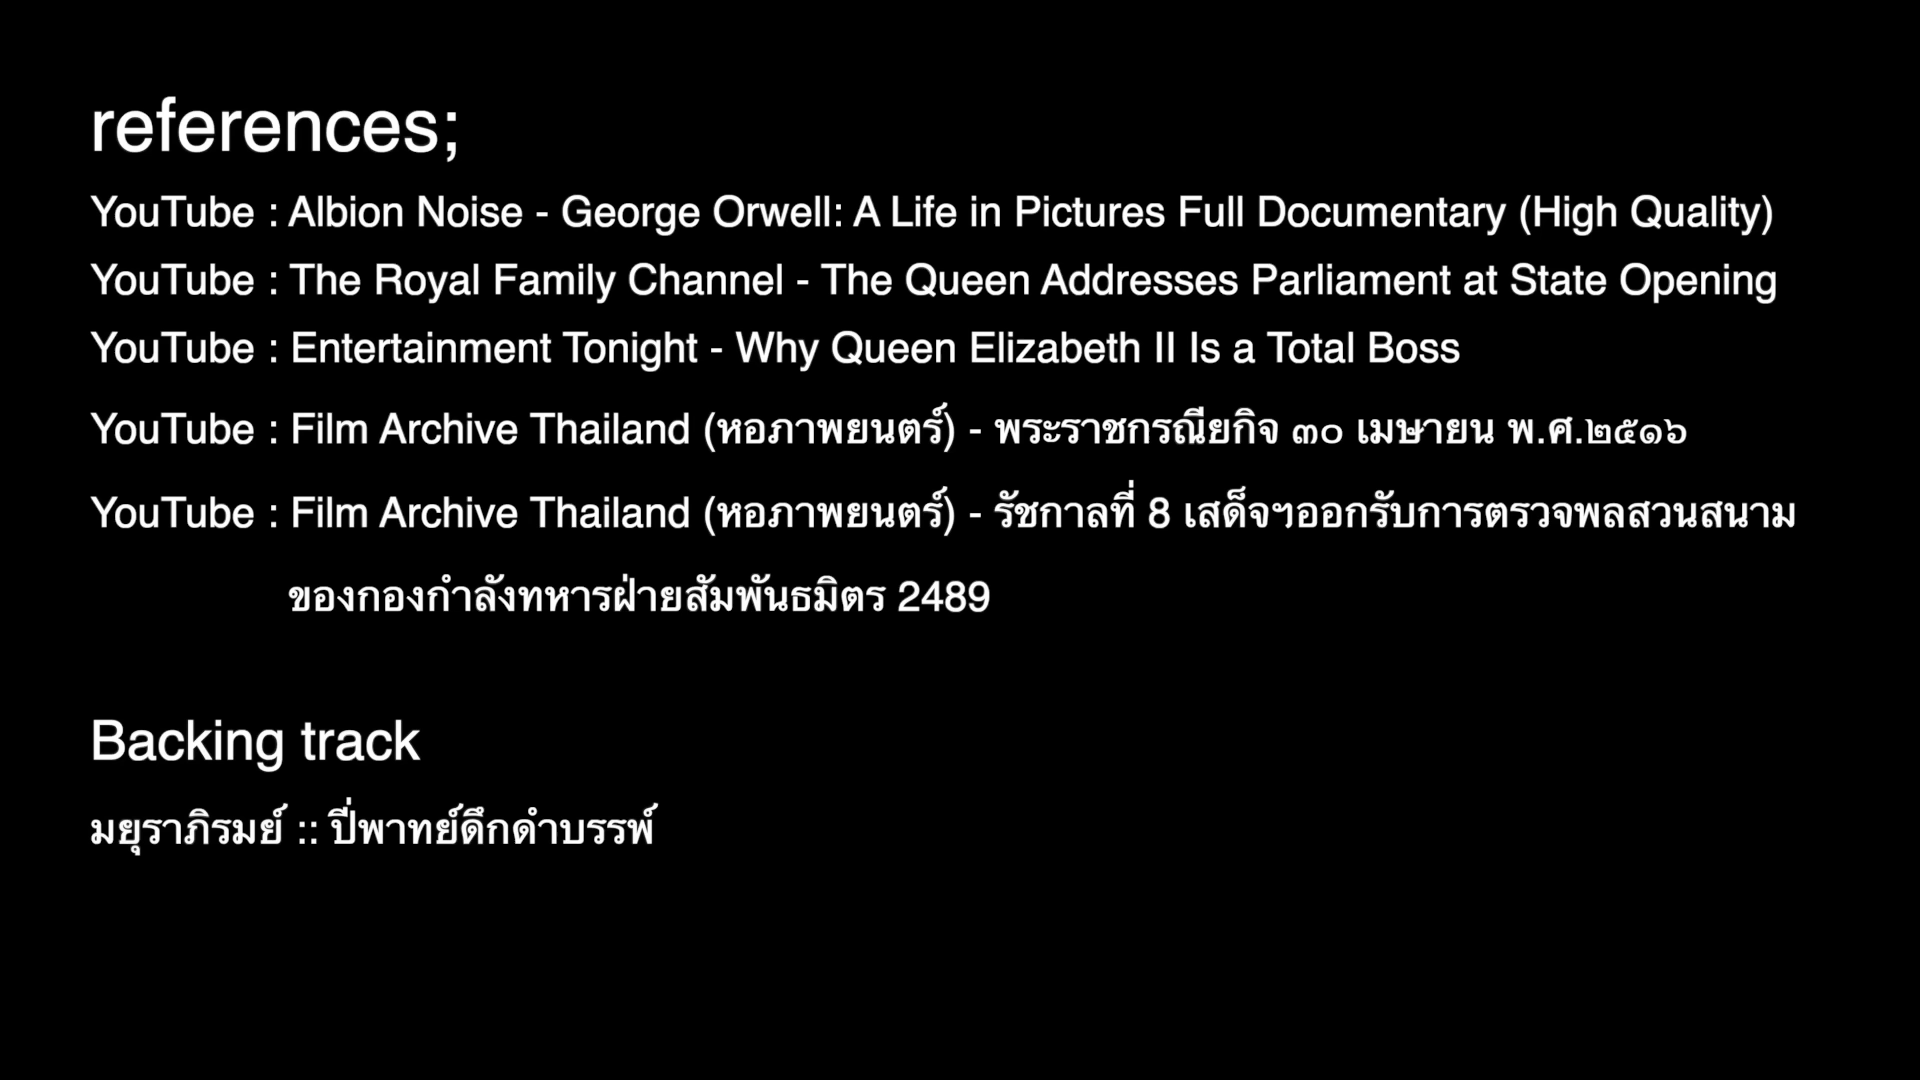 references;
YouTube : Albion Noise - George Orwell: A Life in Pictures Full Documentary (High Quality)
YouTube : The Royal Family Channel - The Queen Addresses Parliament at State Opening
YouTube : Entertainment Tonight - Why Queen Elizabeth II Is a Total Boss
YouTube : Film Archive Thailand (หอภาพยนตร์) - พระราชกรณียกิจ ๓๐ เมษายน พ.ศ.๒๕๑๖
YouTube : Film Archive Thailand (หอภาพยนตร์) - รัชกาลที่ 8 เสด็จฯออกรับการตรวจพลสวนสนาม
ของกองกำลังทหารฝ่ายสัมพันธมิตร 2489
Backing track
มยุราภิรมย์ :: ปี่พาทย์ดึกดำบรรพ์